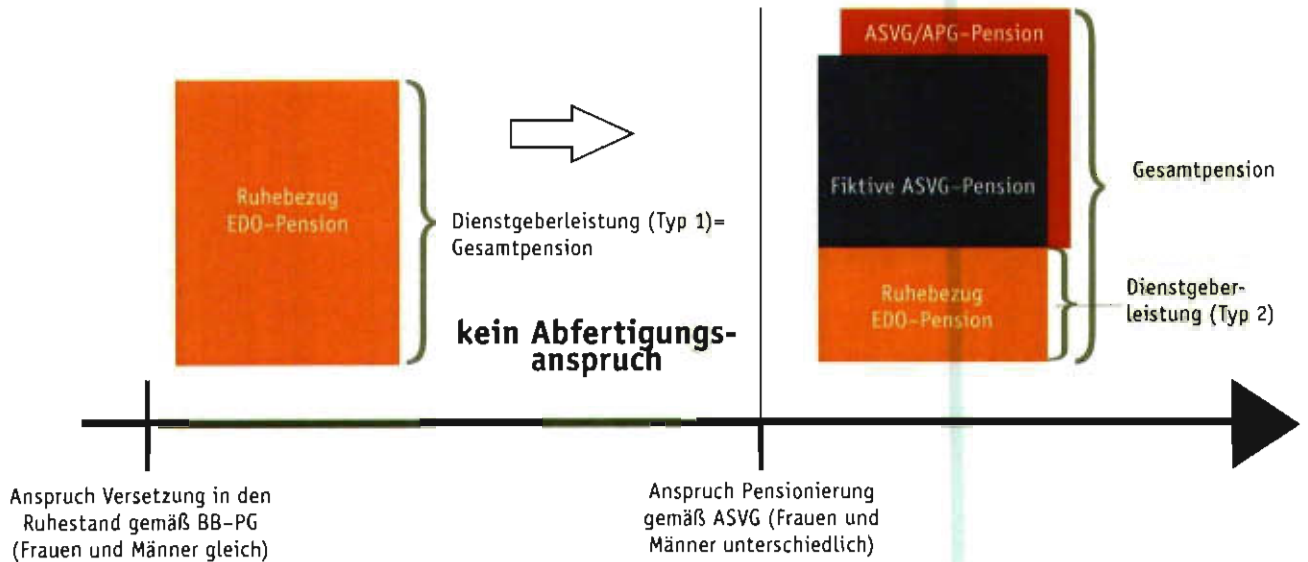 ASVG/APG-Pension
Ruhebezug
EDO-Pension
Dienstgeberleistung (Typ 1)=
Gesamtpension
kein Abfertigungs-
anspruch
Fiktive ASVG-Pension
Ruhebezug
EDO-Pension
Gesamtpension
Dienstgeber-
leistung (Typ 2)
Anspruch Versetzung in den
Ruhestand gemäß BB-PG
(Frauen und Männer gleich)
Anspruch Pensionierung
gemäß ASVG (Frauen und
Männer unterschiedlich)